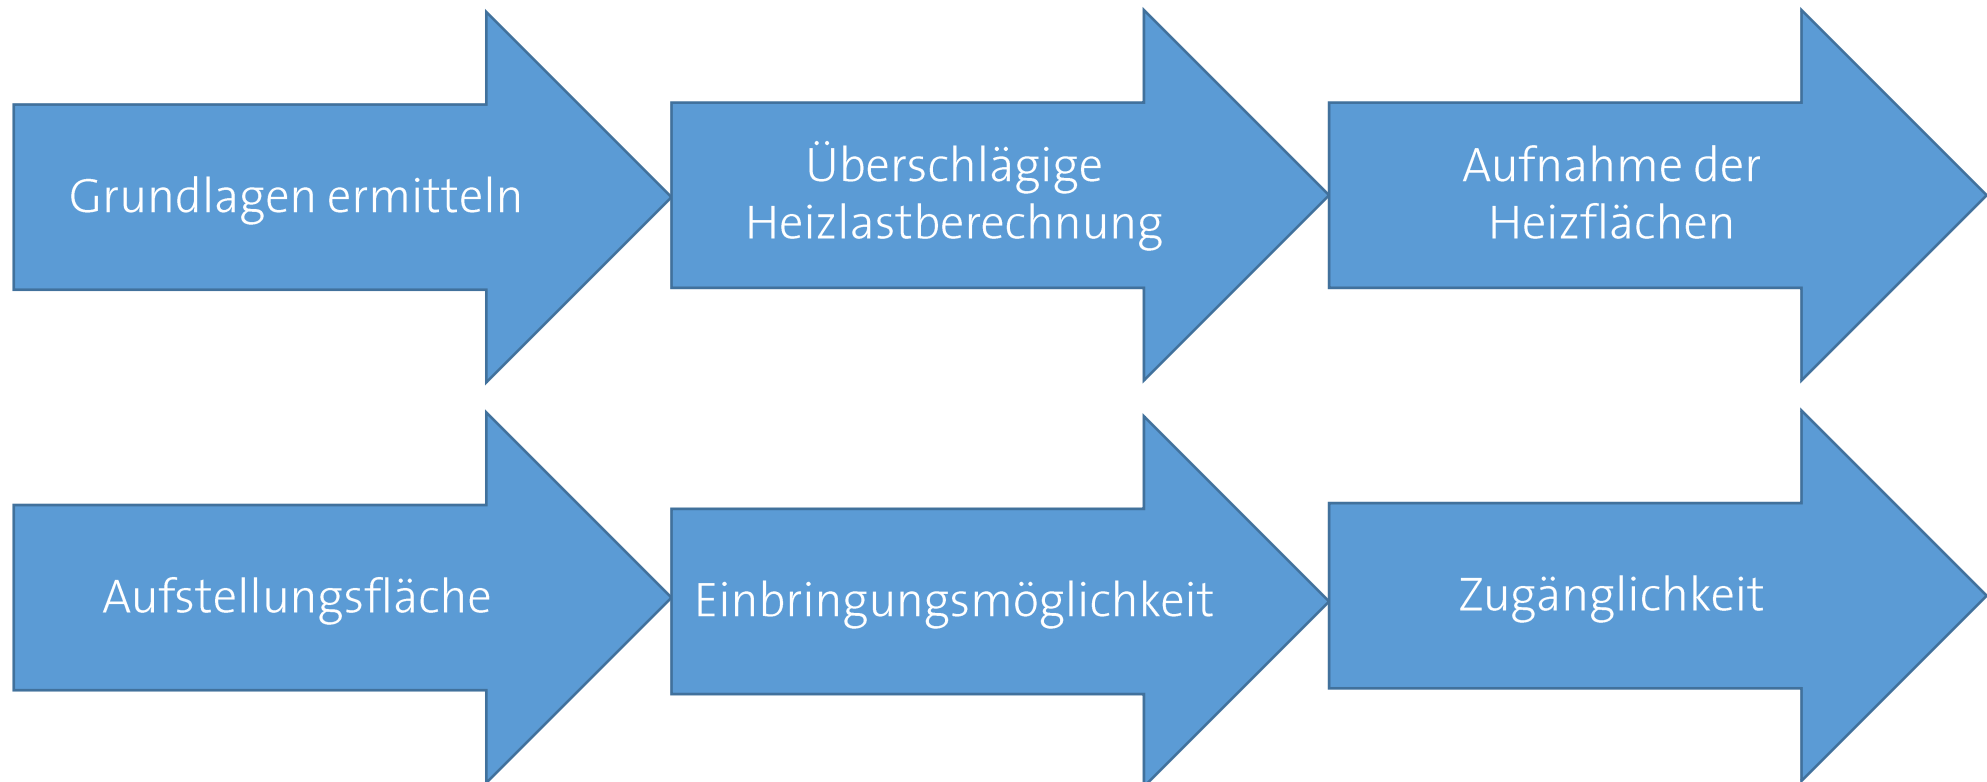 Grundlagen ermitteln
Überschlägige
Heizlastberechnung
Aufnahme der
Heizflächen
Aufstellungsfläche
Einbringungsmöglichkeit
Zugänglichkeit